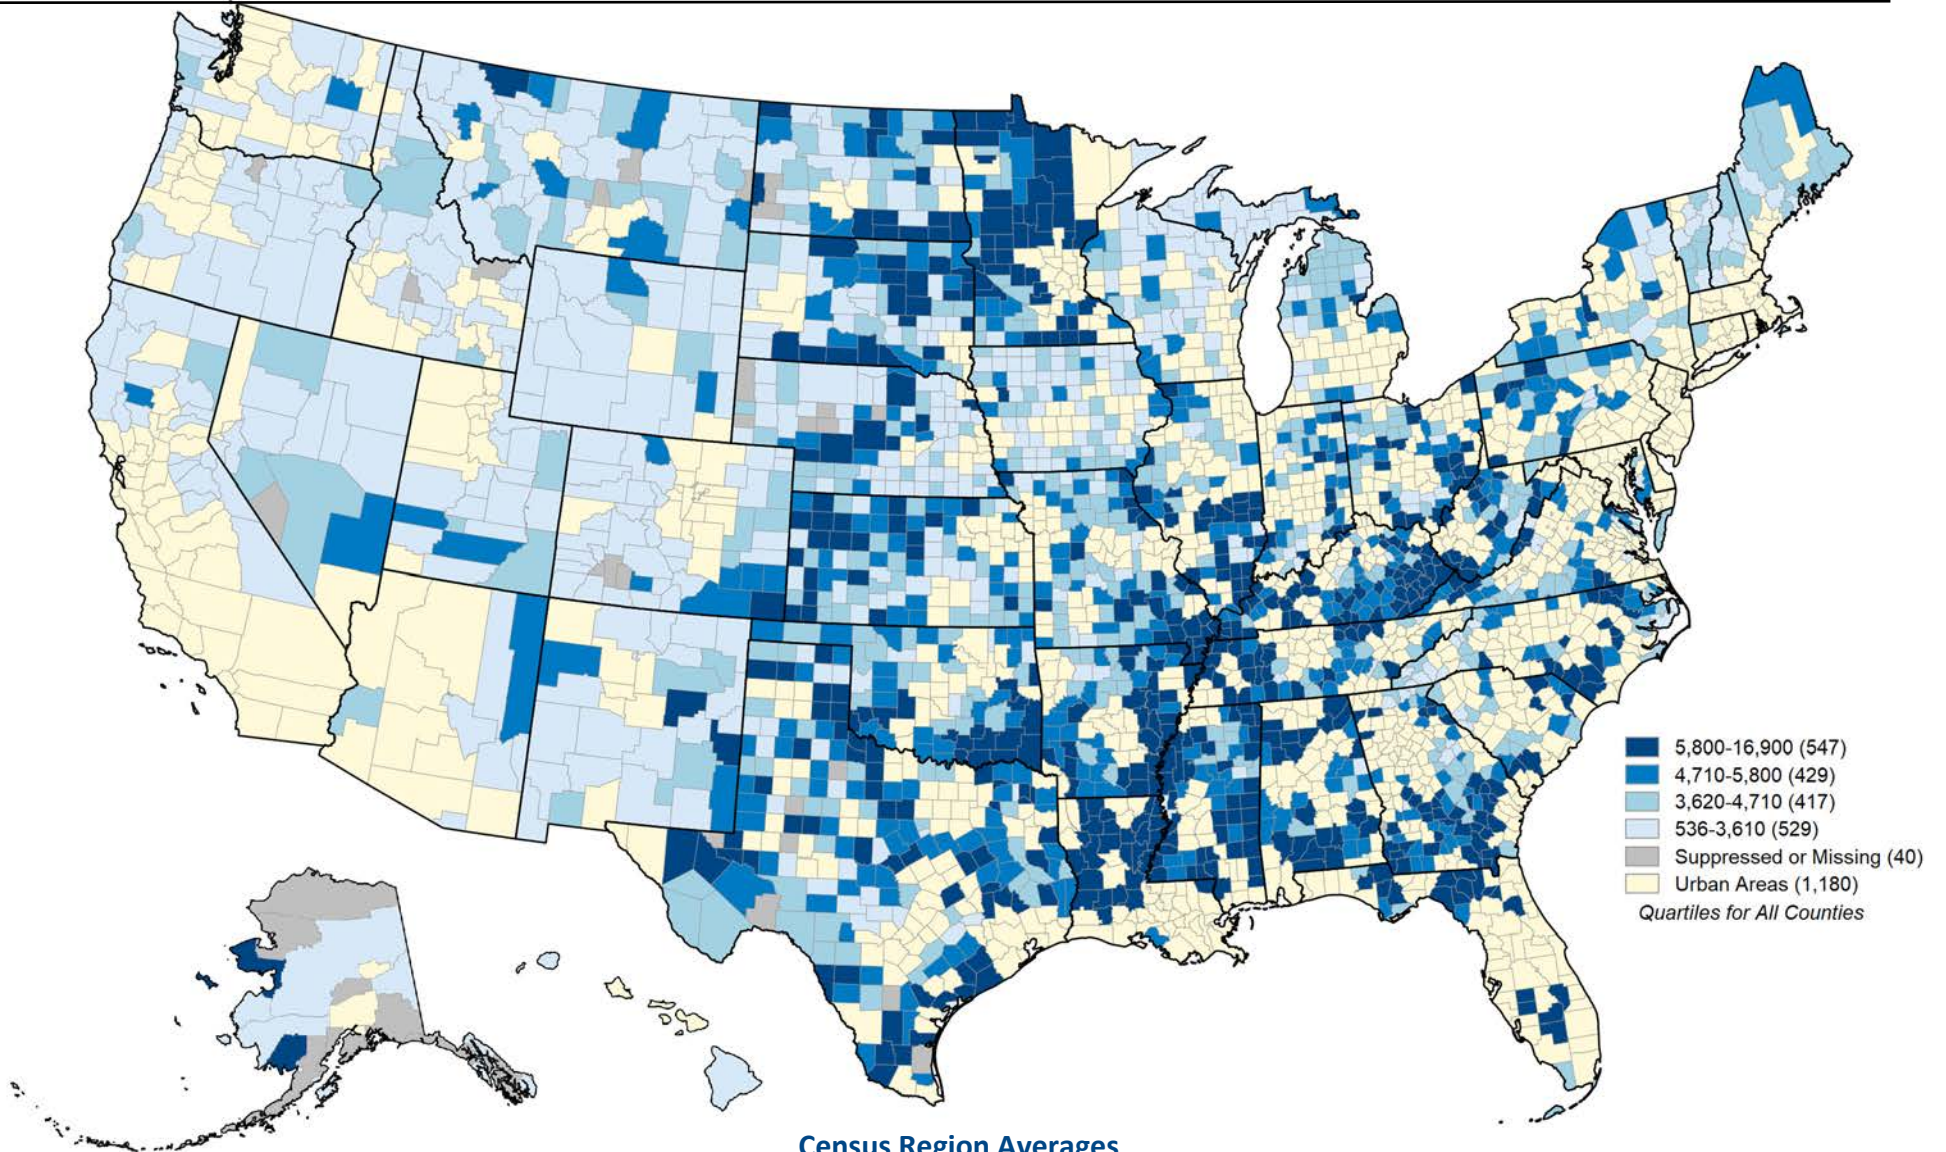 5,800-16,900 (547)
4,710-5,800 (429)
3,620-4,710 (417)
536-3,610 (529)
Suppressed or Missing (40)
Urban Areas (1,180)
Quartiles for All Counties
Census Region Averages